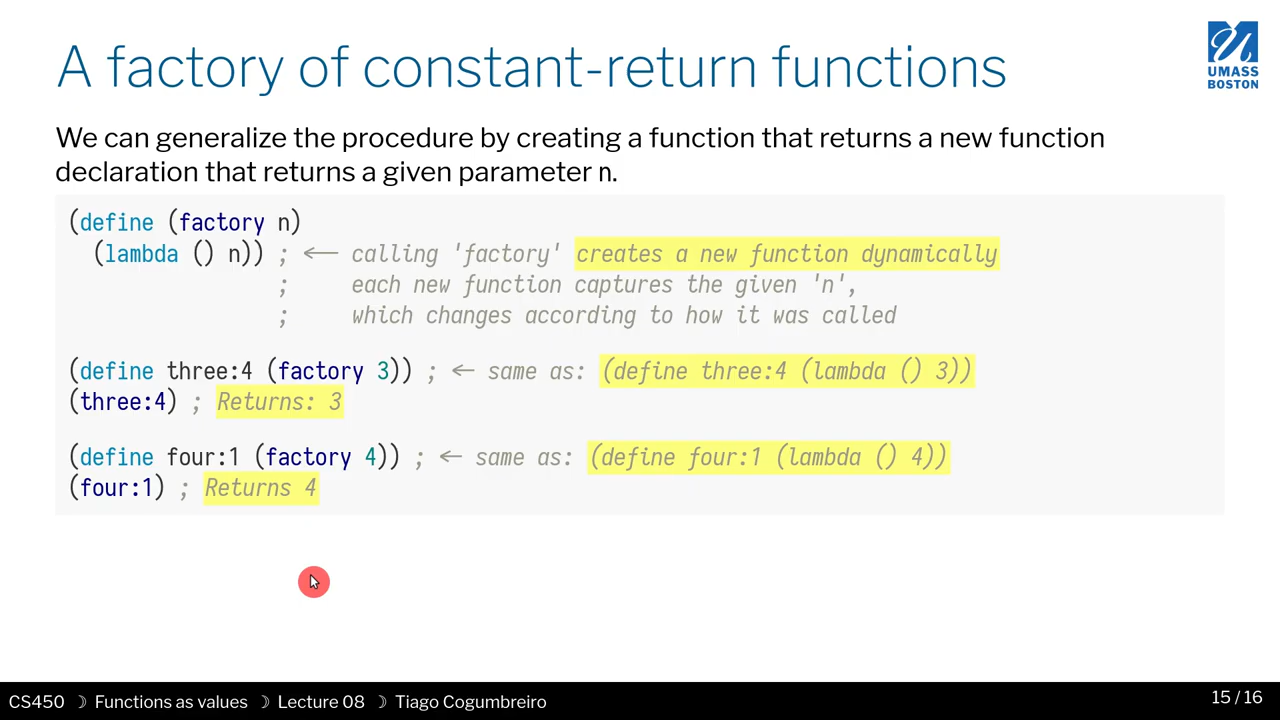 A factory of constant-return functions
UMASS
BOSTON
We can generalize the procedure by creating a function that returns a new function
declaration that returns a given parameter n.
(define (factory n)
(lambda () n)) ; ⟵ calling 'factory' creates a new function dynamically
; each new function captures the given 'n',
; which changes according to how it was called
(define three:4 (factory 3)) ; ← same as: (define three:4 (lambda () 3))
(three:4) ; Returns: 3
(define four:1 (factory 4)) ; ← same as: (define four:1 (lambda () 4))
(four:1) ; Returns 4
CS450 ☽ Functions as values ☽ Lecture 08 ☽ Tiago Cogumbreiro
15 / 16